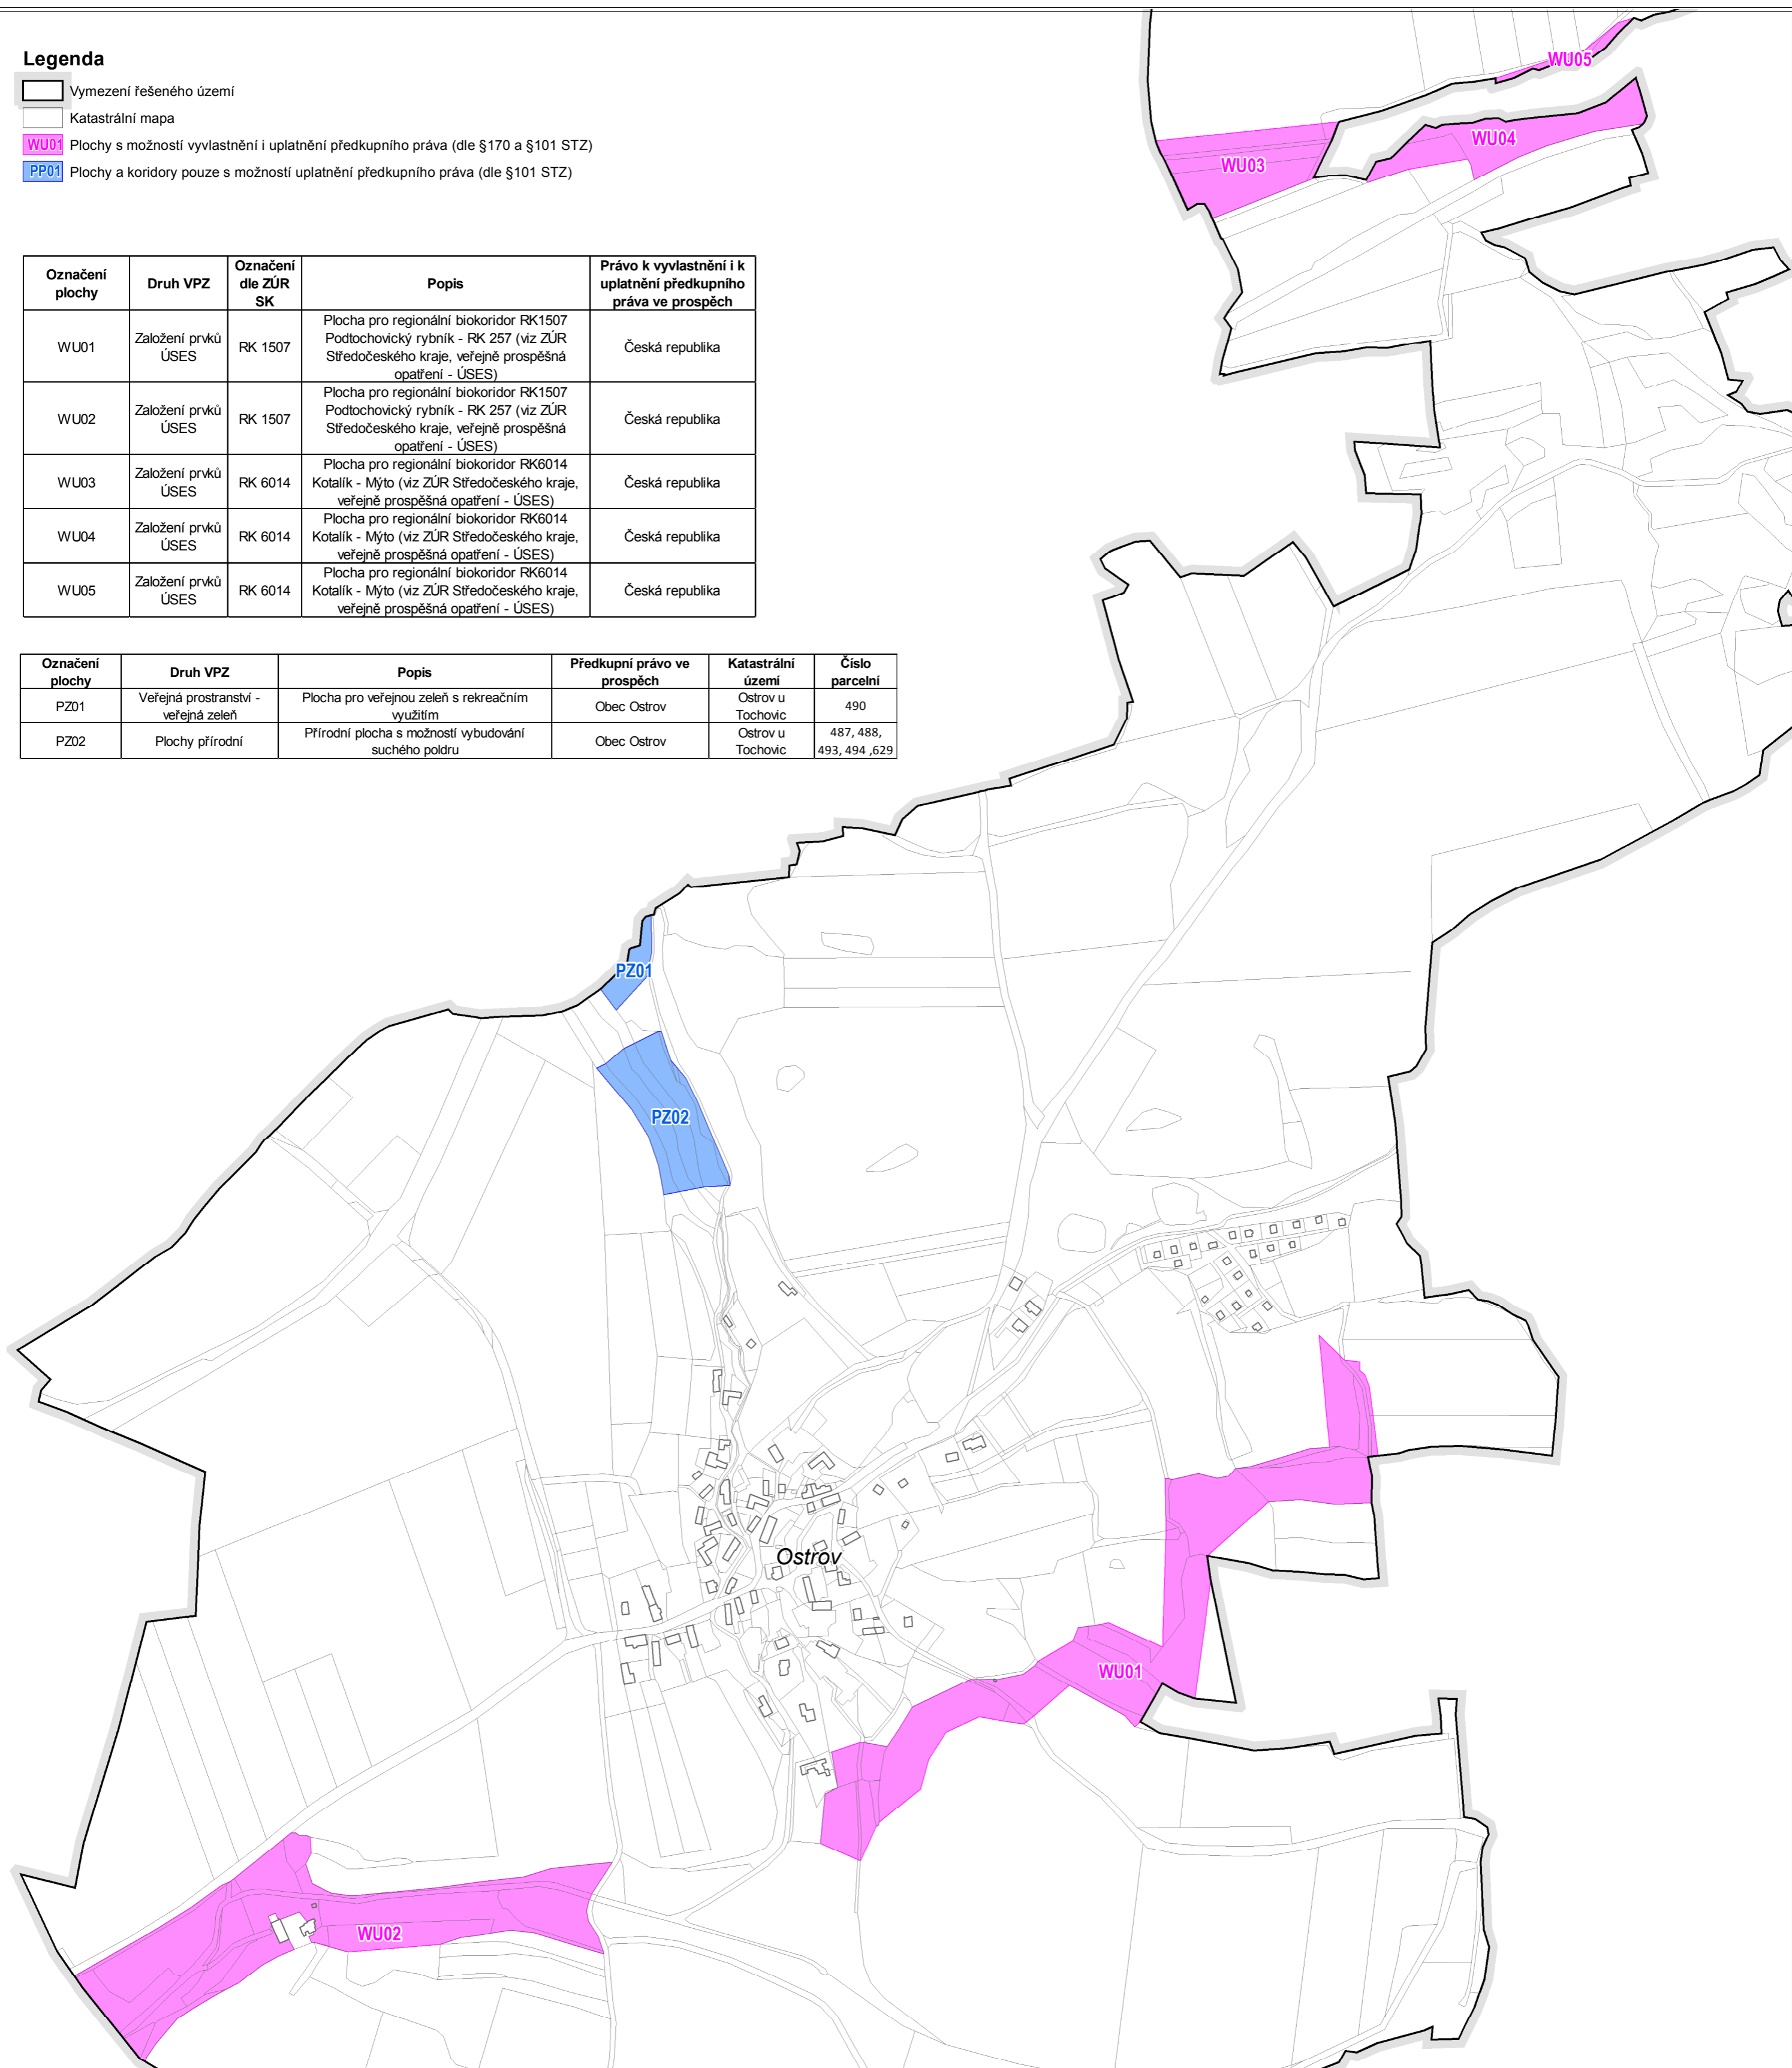 Legenda
Vymezení řešeného území
Katastrální mapa
WU01 Plochy s možností vyvlastnění i uplatnění předkupního práva (dle §170 a §101 STZ)
PP01 Plochy a koridory pouze s možností uplatnění předkupního práva (dle §101 STZ)
Označení plochy | Druh VPZ | Označení dle ZÚR SK | Popis | Právo k vyvlastnění i k uplatnění předkupního práva ve prospěch
WU01 | Založení prvků ÚSES | RK 1507 | Plocha pro regionální biokoridor RK1507 Podtochovický rybník - RK 257 (viz ZÚR Středočeského kraje, veřejně prospěšná opatření - ÚSES) | Česká republika
WU02 | Založení prvků ÚSES | RK 1507 | Plocha pro regionální biokoridor RK1507 Podtochovický rybník - RK 257 (viz ZÚR Středočeského kraje, veřejně prospěšná opatření - ÚSES) | Česká republika
WU03 | Založení prvků ÚSES | RK 6014 | Plocha pro regionální biokoridor RK6014 Kotalík - Mýto (viz ZÚR Středočeského kraje, veřejně prospěšná opatření - ÚSES) | Česká republika
WU04 | Založení prvků ÚSES | RK 6014 | Plocha pro regionální biokoridor RK6014 Kotalík - Mýto (viz ZÚR Středočeského kraje, veřejně prospěšná opatření - ÚSES) | Česká republika
WU05 | Založení prvků ÚSES | RK 6014 | Plocha pro regionální biokoridor RK6014 Kotalík - Mýto (viz ZÚR Středočeského kraje, veřejně prospěšná opatření - ÚSES) | Česká republika
Označení plochy | Druh VPZ | Popis | Předkupní právo ve prospěch | Katastrální území | Číslo parcelní
PZ01 | Veřejná prostranství - veřejná zeleň | Plocha pro veřejnou zeleň s rekreačním využitím | Obec Ostrov | Ostrov u Tochovic | 490
PZ02 | Plochy přírodní | Přírodní plocha s možností vybudování suchého poldru | Obec Ostrov | Ostrov u Tochovic | 487, 488, 493, 494 ,629
WU05
WU04
WU03
PZ01
PZ02
Ostrov
WU01
WU02